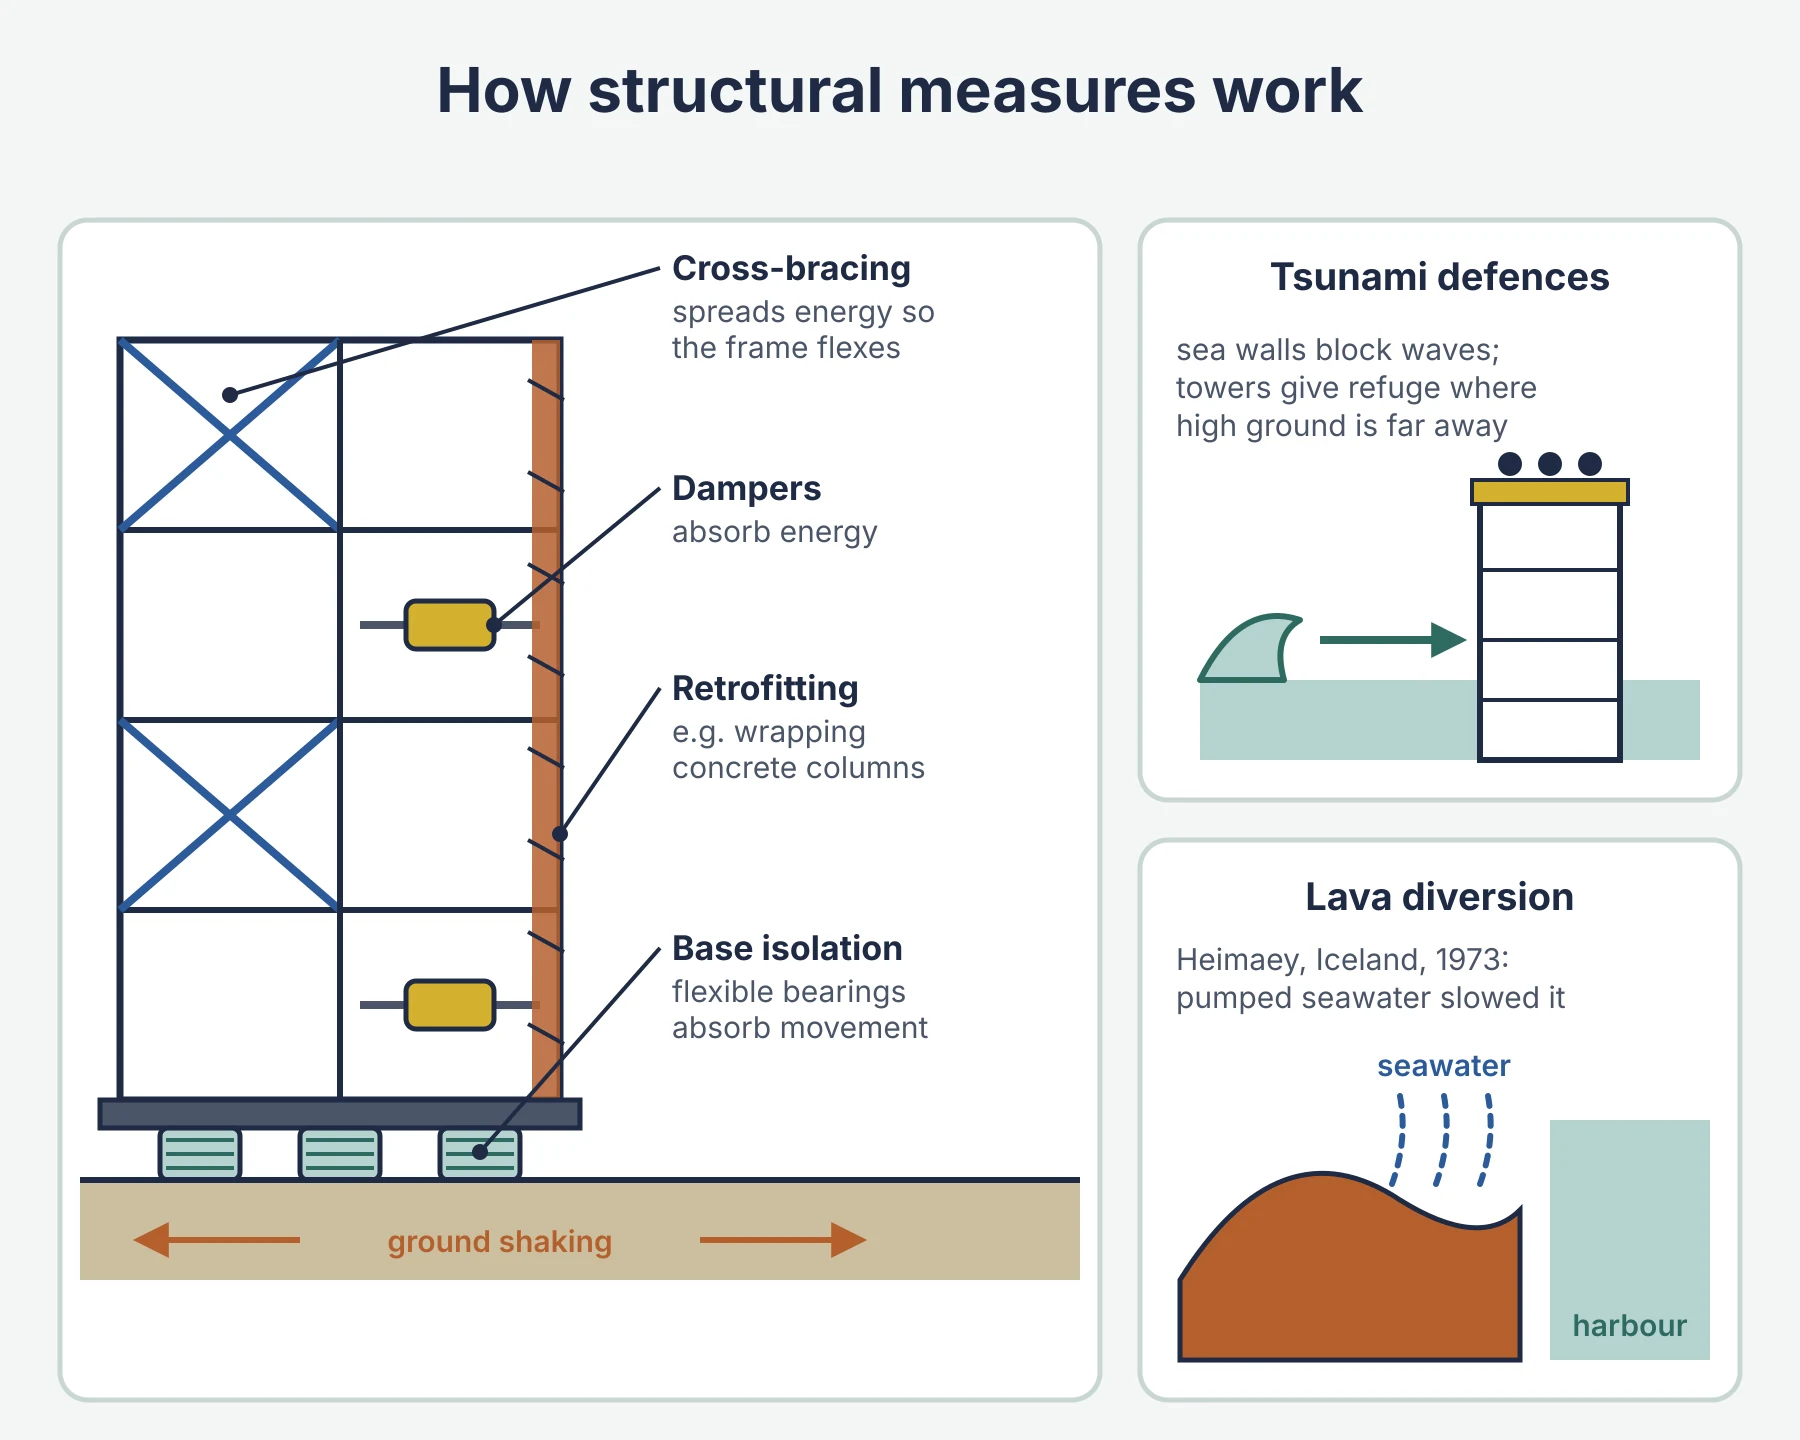 How structural measures work
Cross-bracing
spreads energy so
the frame flexes
Dampers
absorb energy
Retrofitting
e.g. wrapping
concrete columns
Base isolation
flexible bearings
absorb movement
ground shaking
Tsunami defences
sea walls block waves;
towers give refuge where
high ground is far away
Lava diversion
Heimaey, Iceland, 1973:
pumped seawater slowed it
seawater
harbour